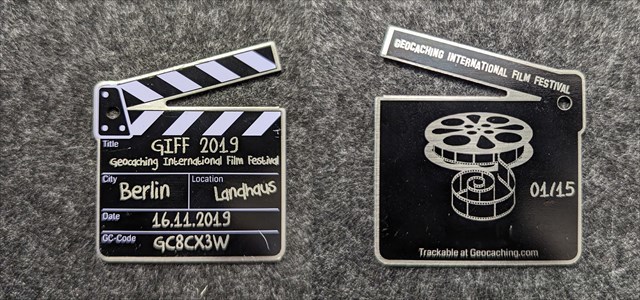 Title
GIFF 2019
Geocaching International Film Festival
City
Berlin
Location
Landhaus
Date
16.11.2019
GC-Code
GC8CX3W
GEOCACHING INTERNATIONAL FILM FESTIVAL
01/15
Trackable at Geocaching.com